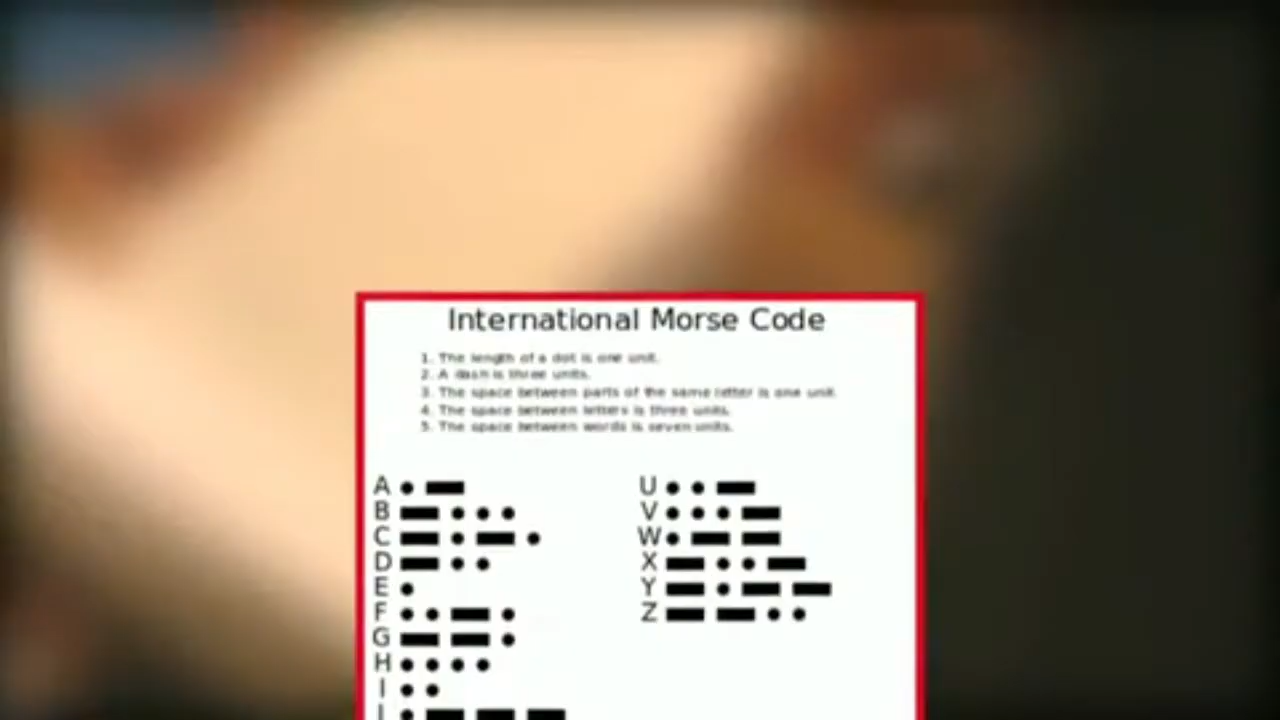 International Morse Code
1. The length of a dot is one unit.
2. A dash is three units.
3. The space between parts of the same letter is one unit.
4. The space between letters is three units.
5. The space between words is seven units.
A ● ▬
B ▬ ● ● ●
C ▬ ● ▬ ●
D ▬ ● ●
E ●
F ● ● ▬ ●
G ▬ ▬ ●
H ● ● ● ●
I ● ●
J ● ▬ ▬ ▬
U ● ● ▬
V ● ● ● ▬
W ● ▬ ▬
X ▬ ● ● ▬
Y ▬ ● ▬ ▬
Z ▬ ▬ ● ●